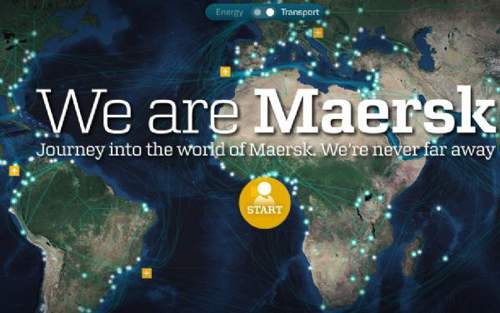 Energy Transport
We are Maersk
Journey into the world of Maersk. We're never far away
START